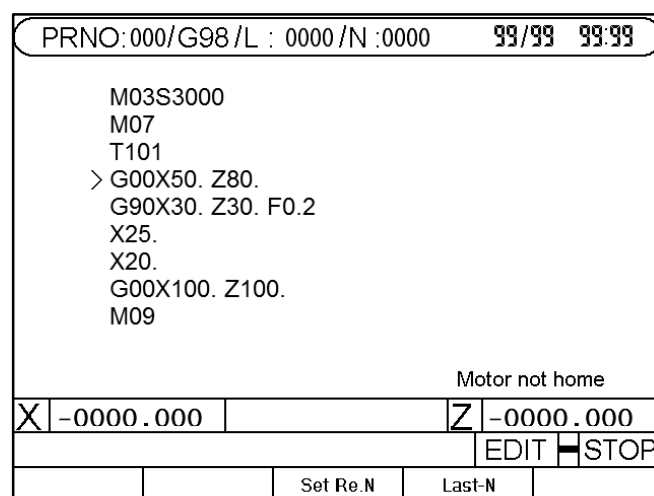 PRNO:000/G98/L : 0000/N :0000 99/99 99:99
M03S3000
M07
T101
> G00X50. Z80.
G90X30. Z30. F0.2
X25.
X20.
G00X100. Z100.
M09
Motor not home
X -0000.000 Z -0000.000
EDIT STOP
Set Re.N Last-N